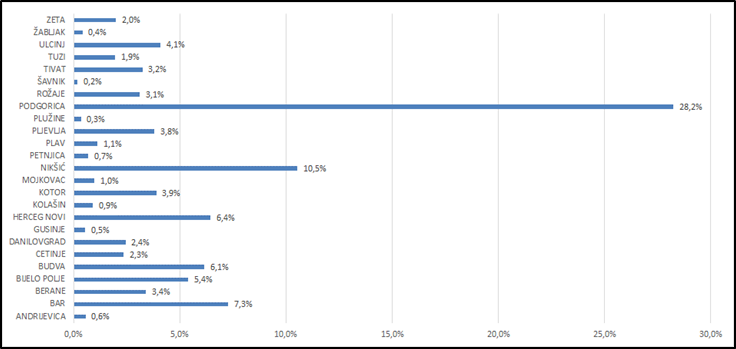 ZETA 2,0%
ŽABLJAK 0,4%
ULCINJ 4,1%
TUZI 1,9%
TIVAT 3,2%
ŠAVNIK 0,2%
ROŽAJE 3,1%
PODGORICA 28,2%
PLUŽINE 0,3%
PLJEVLJA 3,8%
PLAV 1,1%
PETNJICA 0,7%
NIKŠIĆ 10,5%
MOJKOVAC 1,0%
KOTOR 3,9%
KOLAŠIN 0,9%
HERCEG NOVI 6,4%
GUSINJE 0,5%
DANILOVGRAD 2,4%
CETINJE 2,3%
BUDVA 6,1%
BIJELO POLJE 5,4%
BERANE 3,4%
BAR 7,3%
ANDRIJEVICA 0,6%
0,0% 5,0% 10,0% 15,0% 20,0% 25,0% 30,0%